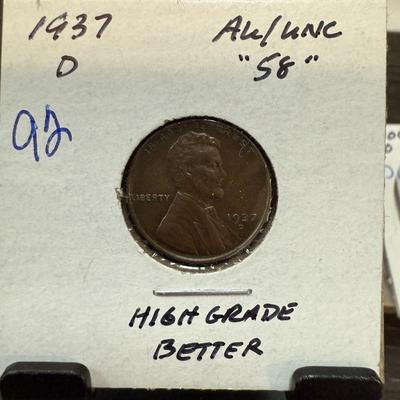 1937 AU/UNC
D "58"
92
LIBERTY
1937
D
HIGH GRADE
BETTER